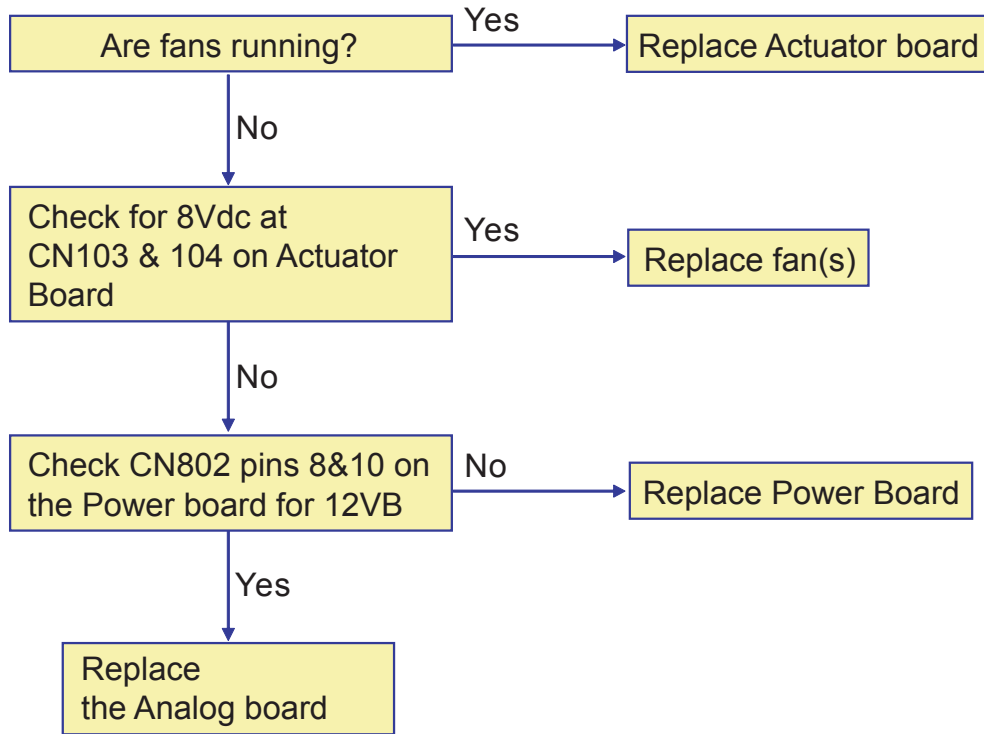 Are fans running?
Yes
Replace Actuator board
No
Check for 8Vdc at
CN103 & 104 on Actuator
Board
Yes
Replace fan(s)
No
Check CN802 pins 8&10 on
the Power board for 12VB
No
Replace Power Board
Yes
Replace
the Analog board